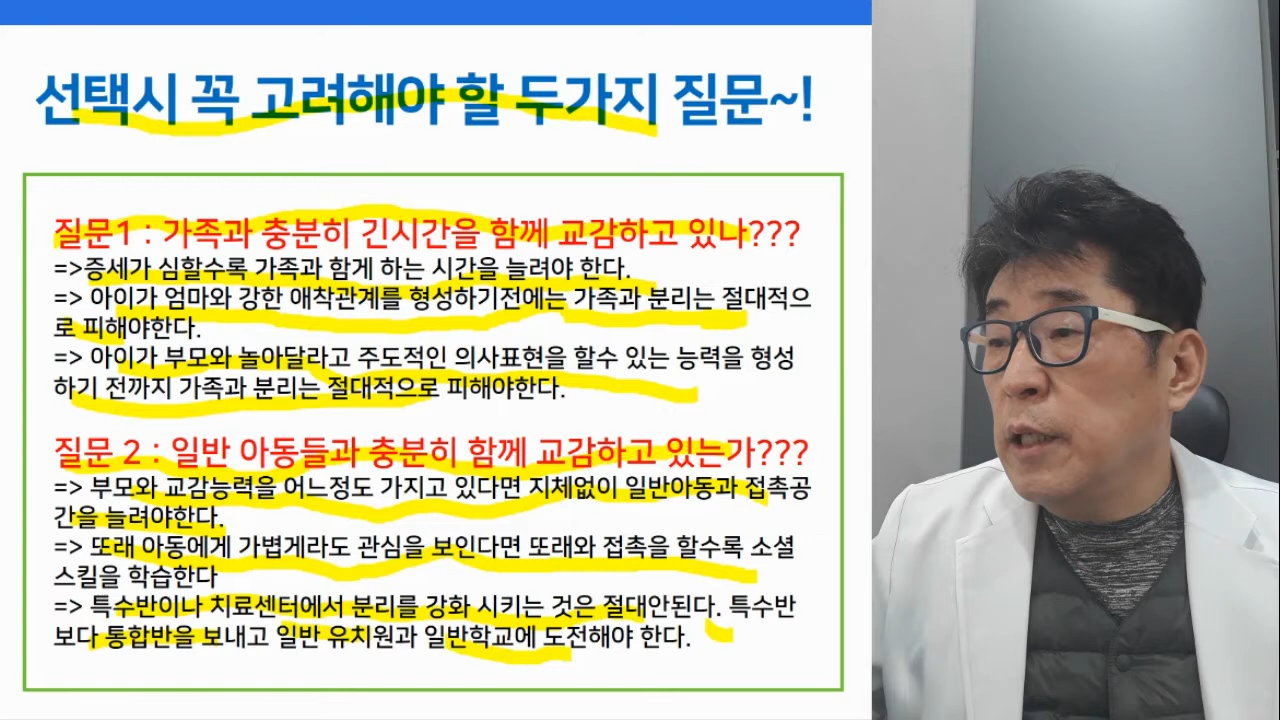 선택시 꼭 고려해야 할 두가지 질문~!
질문1 : 가족과 충분히 긴시간을 함께 교감하고 있나???
=>증세가 심할수록 가족과 함게 하는 시간을 늘려야 한다.
=> 아이가 엄마와 강한 애착관계를 형성하기전에는 가족과 분리는 절대적으
로 피해야한다.
=> 아이가 부모와 놀아달라고 주도적인 의사표현을 할수 있는 능력을 형성
하기 전까지 가족과 분리는 절대적으로 피해야한다.
질문 2 : 일반 아동들과 충분히 함께 교감하고 있는가???
=> 부모와 교감능력을 어느정도 가지고 있다면 지체없이 일반아동과 접촉공
간을 늘려야한다.
=> 또래 아동에게 가볍게라도 관심을 보인다면 또래와 접촉을 할수록 소셜
스킬을 학습한다
=> 특수반이나 치료센터에서 분리를 강화 시키는 것은 절대안된다. 특수반
보다 통합반을 보내고 일반 유치원과 일반학교에 도전해야 한다.